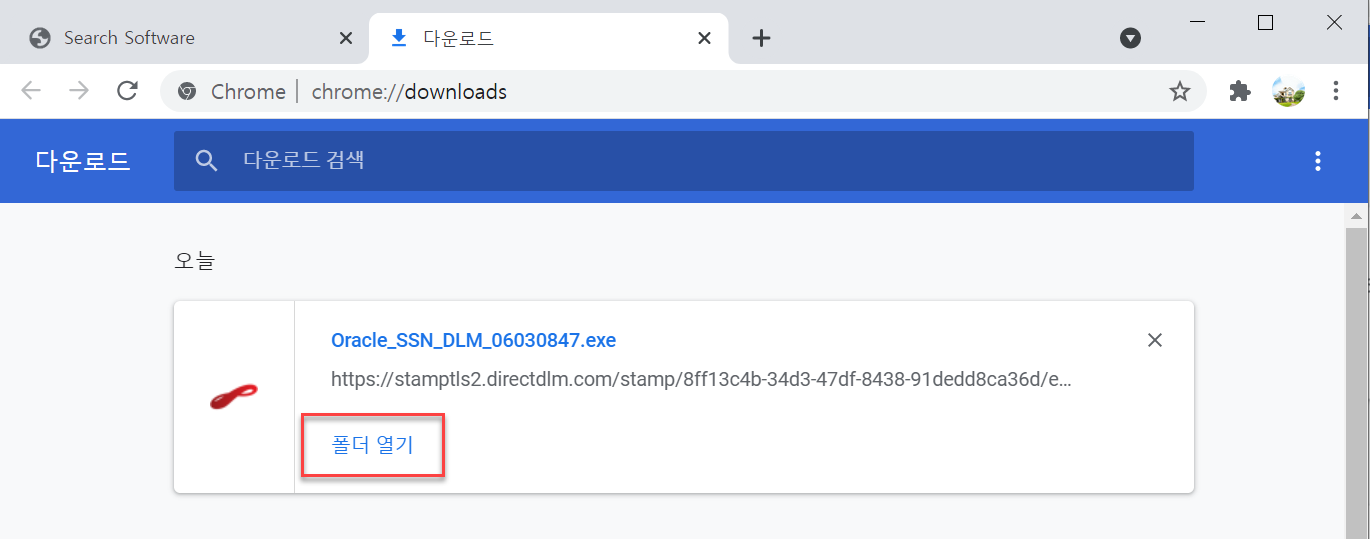 Search Software
다운로드
Chrome | chrome://downloads
다운로드
다운로드 검색
오늘
Oracle_SSN_DLM_06030847.exe
https://stamptls2.directdlm.com/stamp/8ff13c4b-34d3-47df-8438-91dedd8ca36d/e…
폴더 열기